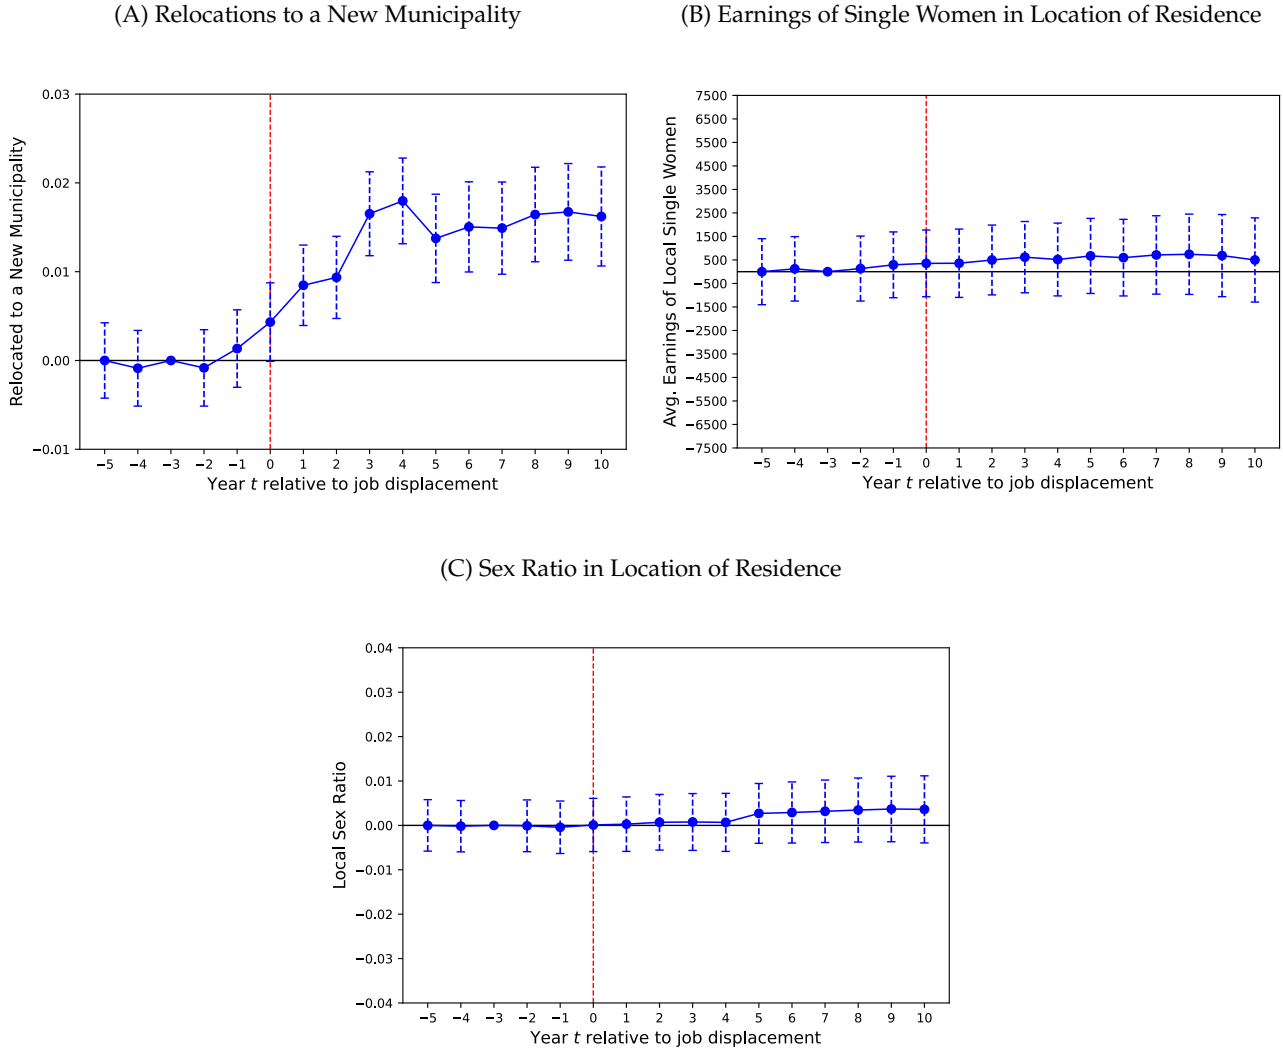 (A) Relocations to a New Municipality
0.03
0.02
0.01
0.00
−0.01
Relocated to a New Municipality
−5 −4 −3 −2 −1 0 1 2 3 4 5 6 7 8 9 10
Year t relative to job displacement
(B) Earnings of Single Women in Location of Residence
7500
6500
5500
4500
3500
2500
1500
500
−500
−1500
−2500
−3500
−4500
−5500
−6500
−7500
Avg. Earnings of Local Single Women
−5 −4 −3 −2 −1 0 1 2 3 4 5 6 7 8 9 10
Year t relative to job displacement
(C) Sex Ratio in Location of Residence
0.04
0.03
0.02
0.01
0.00
−0.01
−0.02
−0.03
−0.04
Local Sex Ratio
−5 −4 −3 −2 −1 0 1 2 3 4 5 6 7 8 9 10
Year t relative to job displacement